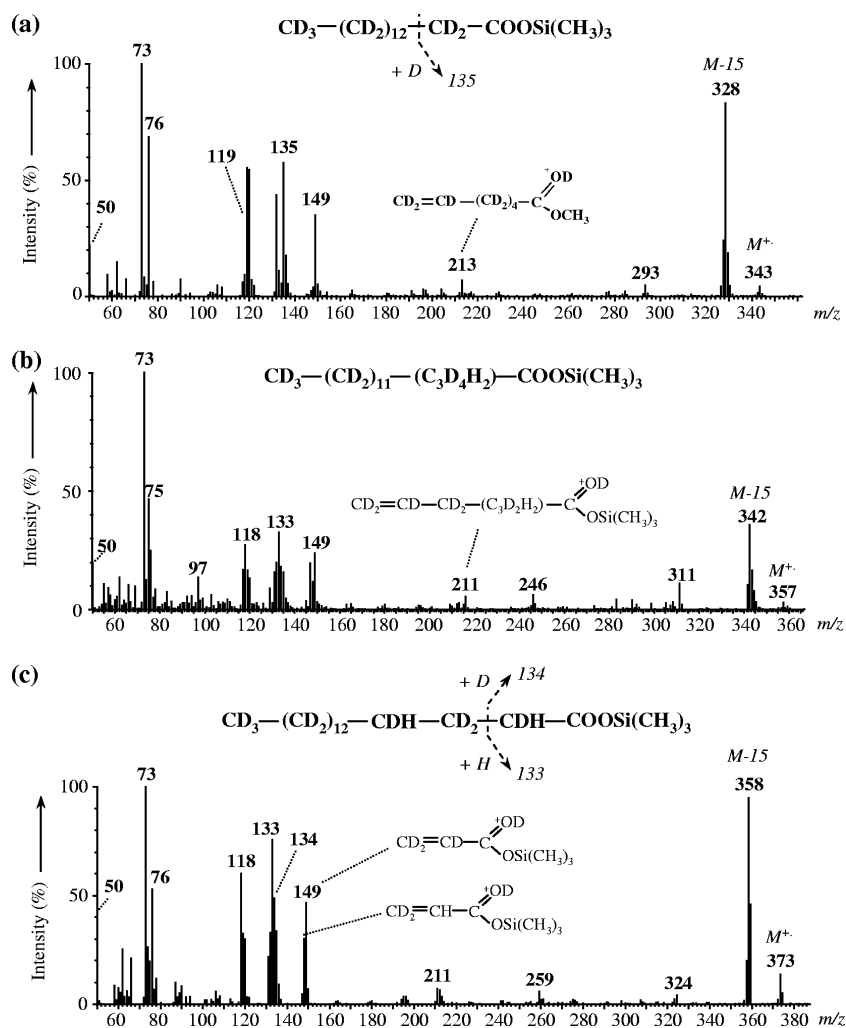 (a)
CD3—(CD2)12—CD2—COOSi(CH3)3
+ D
135
Intensity (%)
100
50
0
73
76
50
119
135
149
213
293
M-15
328
M+.
343
CD2=CD—(CD2)4—C
+OD
OCH3
60 80 100 120 140 160 180 200 220 240 260 280 300 320 340 m/z
(b)
CD3—(CD2)11—(C3D4H2)—COOSi(CH3)3
Intensity (%)
100
50
0
73
75
50
97
118
133
149
211
246
311
M-15
342
M+.
357
CD2=CD—CD2—(C3D2H2)—C
+OD
OSi(CH3)3
60 80 100 120 140 160 180 200 220 240 260 280 300 320 340 360 m/z
(c)
+ D
134
CD3—(CD2)12—CDH—CD2—CDH—COOSi(CH3)3
+ H
133
Intensity (%)
100
50
0
73
76
50
118
133
134
149
211
259
324
M-15
358
M+.
373
CD2=CD—C
+OD
OSi(CH3)3
CD2=CH—C
+OD
OSi(CH3)3
60 80 100 120 140 160 180 200 220 240 260 280 300 320 340 360 380 m/z